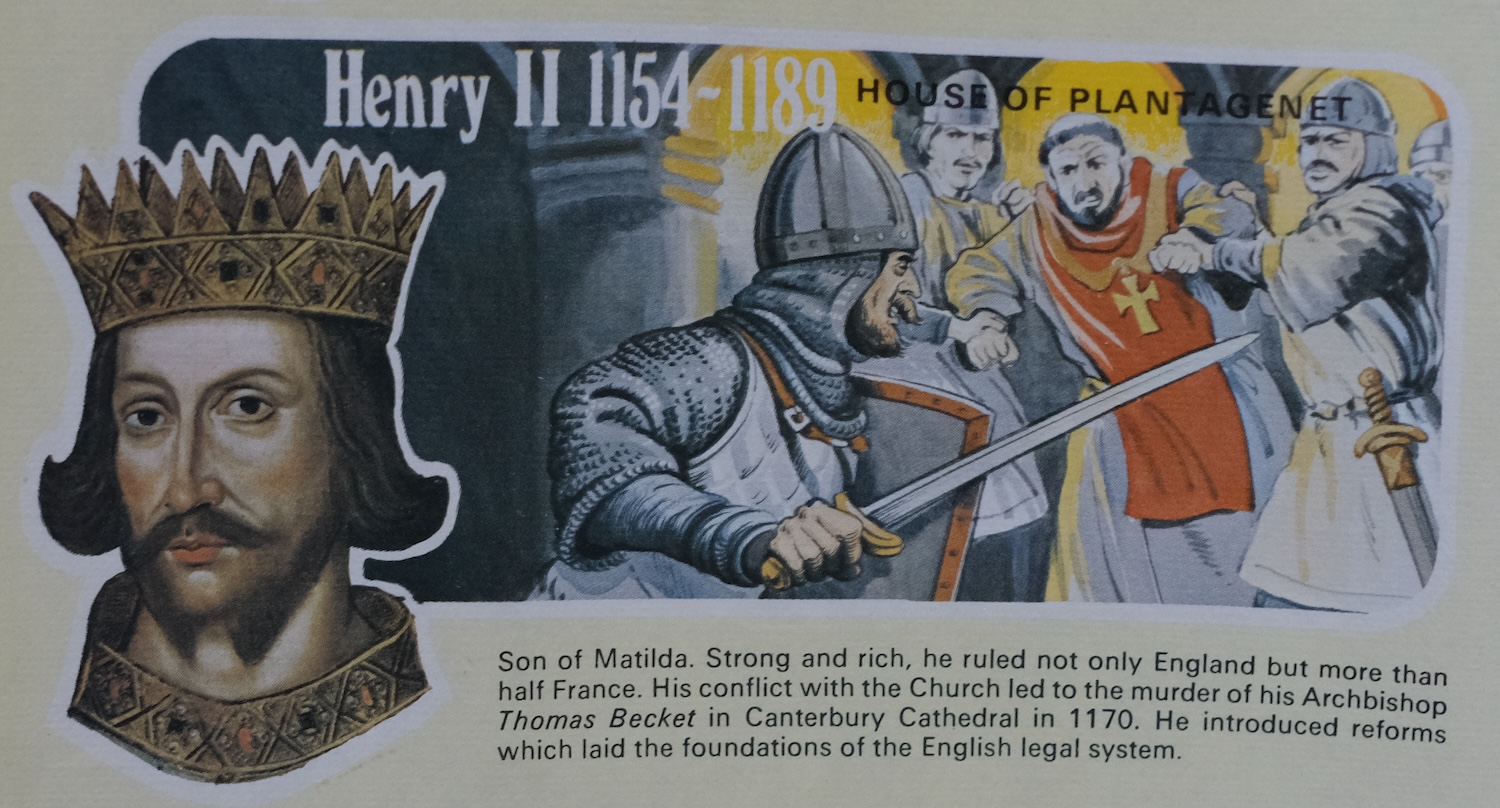 Henry II 1154-1189 HOUSE OF PLANTAGENET
Son of Matilda. Strong and rich, he ruled not only England but more than
half France. His conflict with the Church led to the murder of his Archbishop
Thomas Becket in Canterbury Cathedral in 1170. He introduced reforms
which laid the foundations of the English legal system.